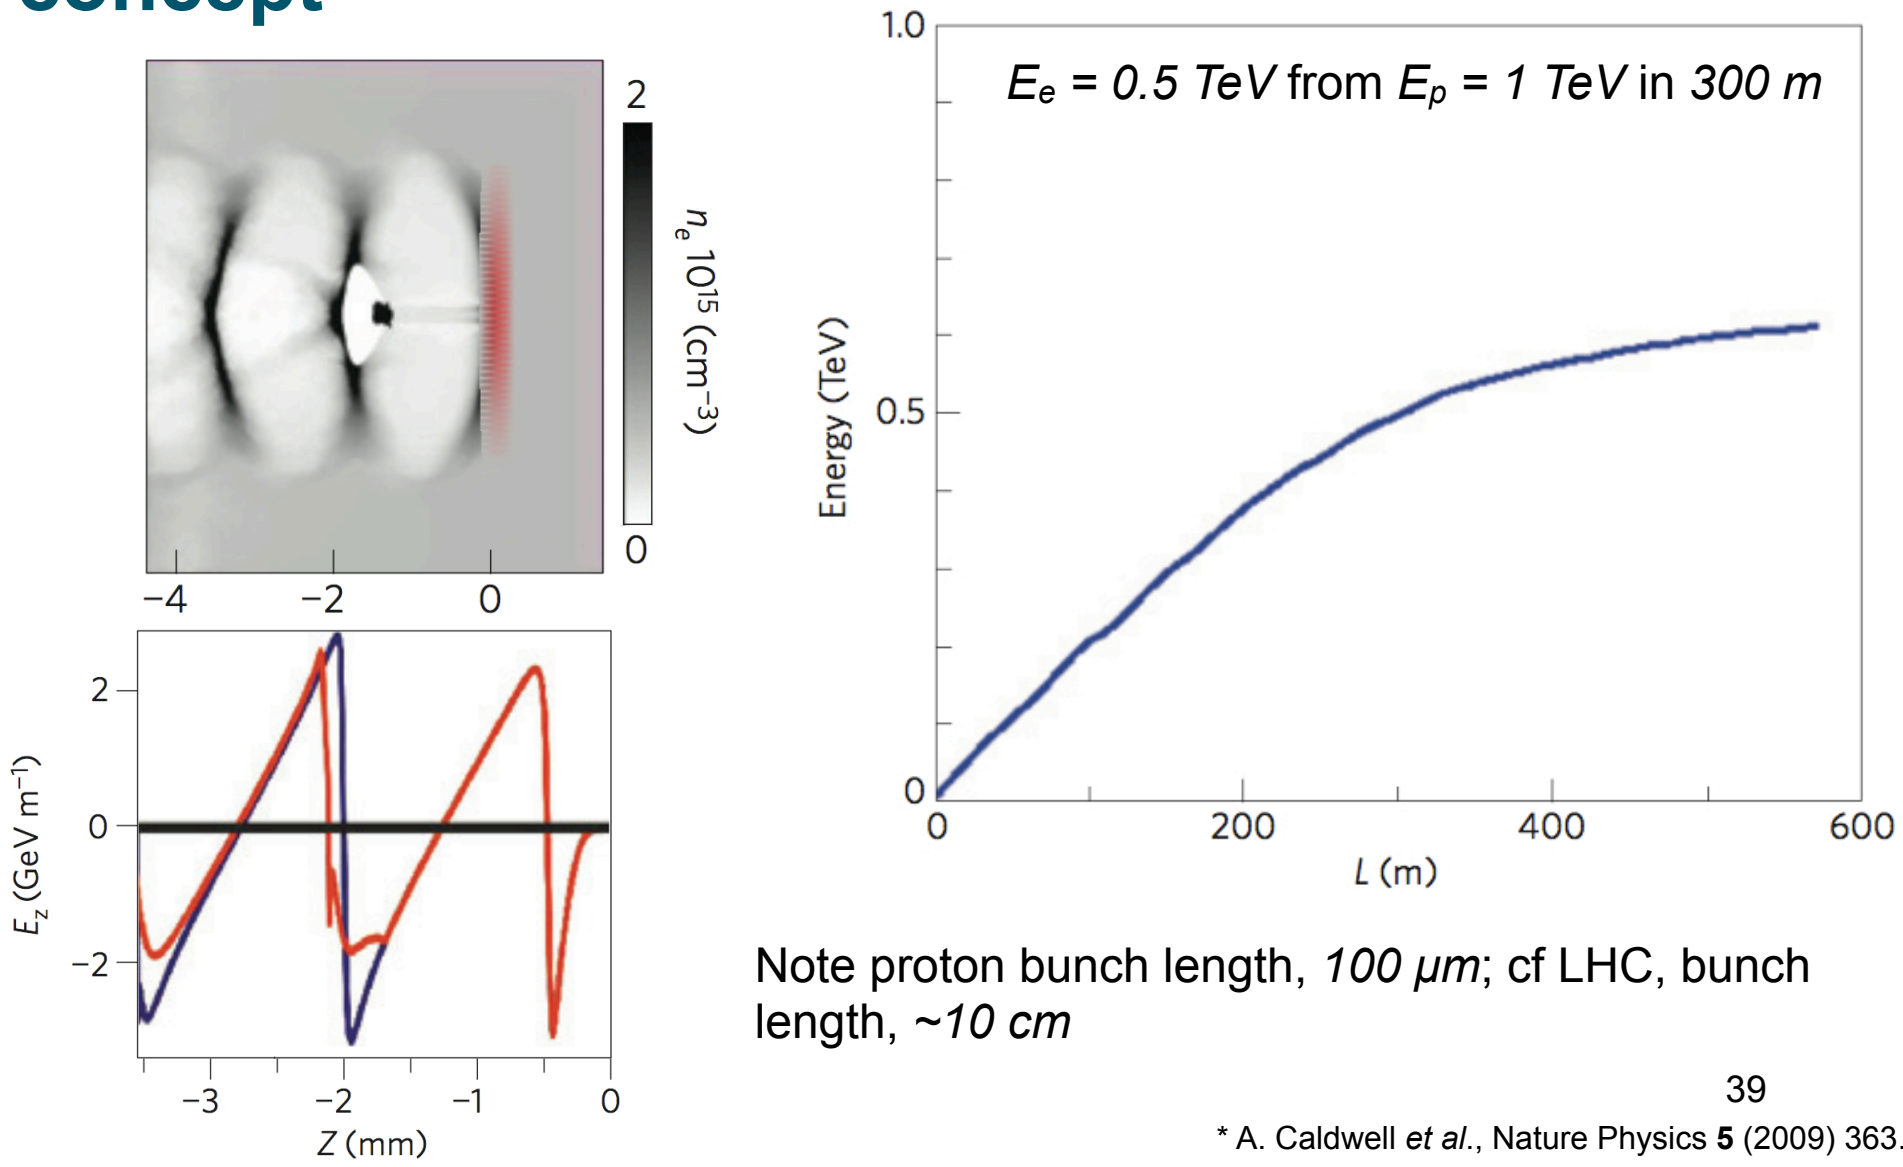 concept
2
n_e 10^15 (cm^−3)
0
−4 −2 0
2
0
−2
E_z (GeV m^−1)
−3 −2 −1 0
Z (mm)
1.0
E_e = 0.5 TeV from E_p = 1 TeV in 300 m
Energy (TeV)
0.5
0
0 200 400 600
L (m)
Note proton bunch length, 100 μm; cf LHC, bunch
length, ~10 cm
39
* A. Caldwell et al., Nature Physics 5 (2009) 363.